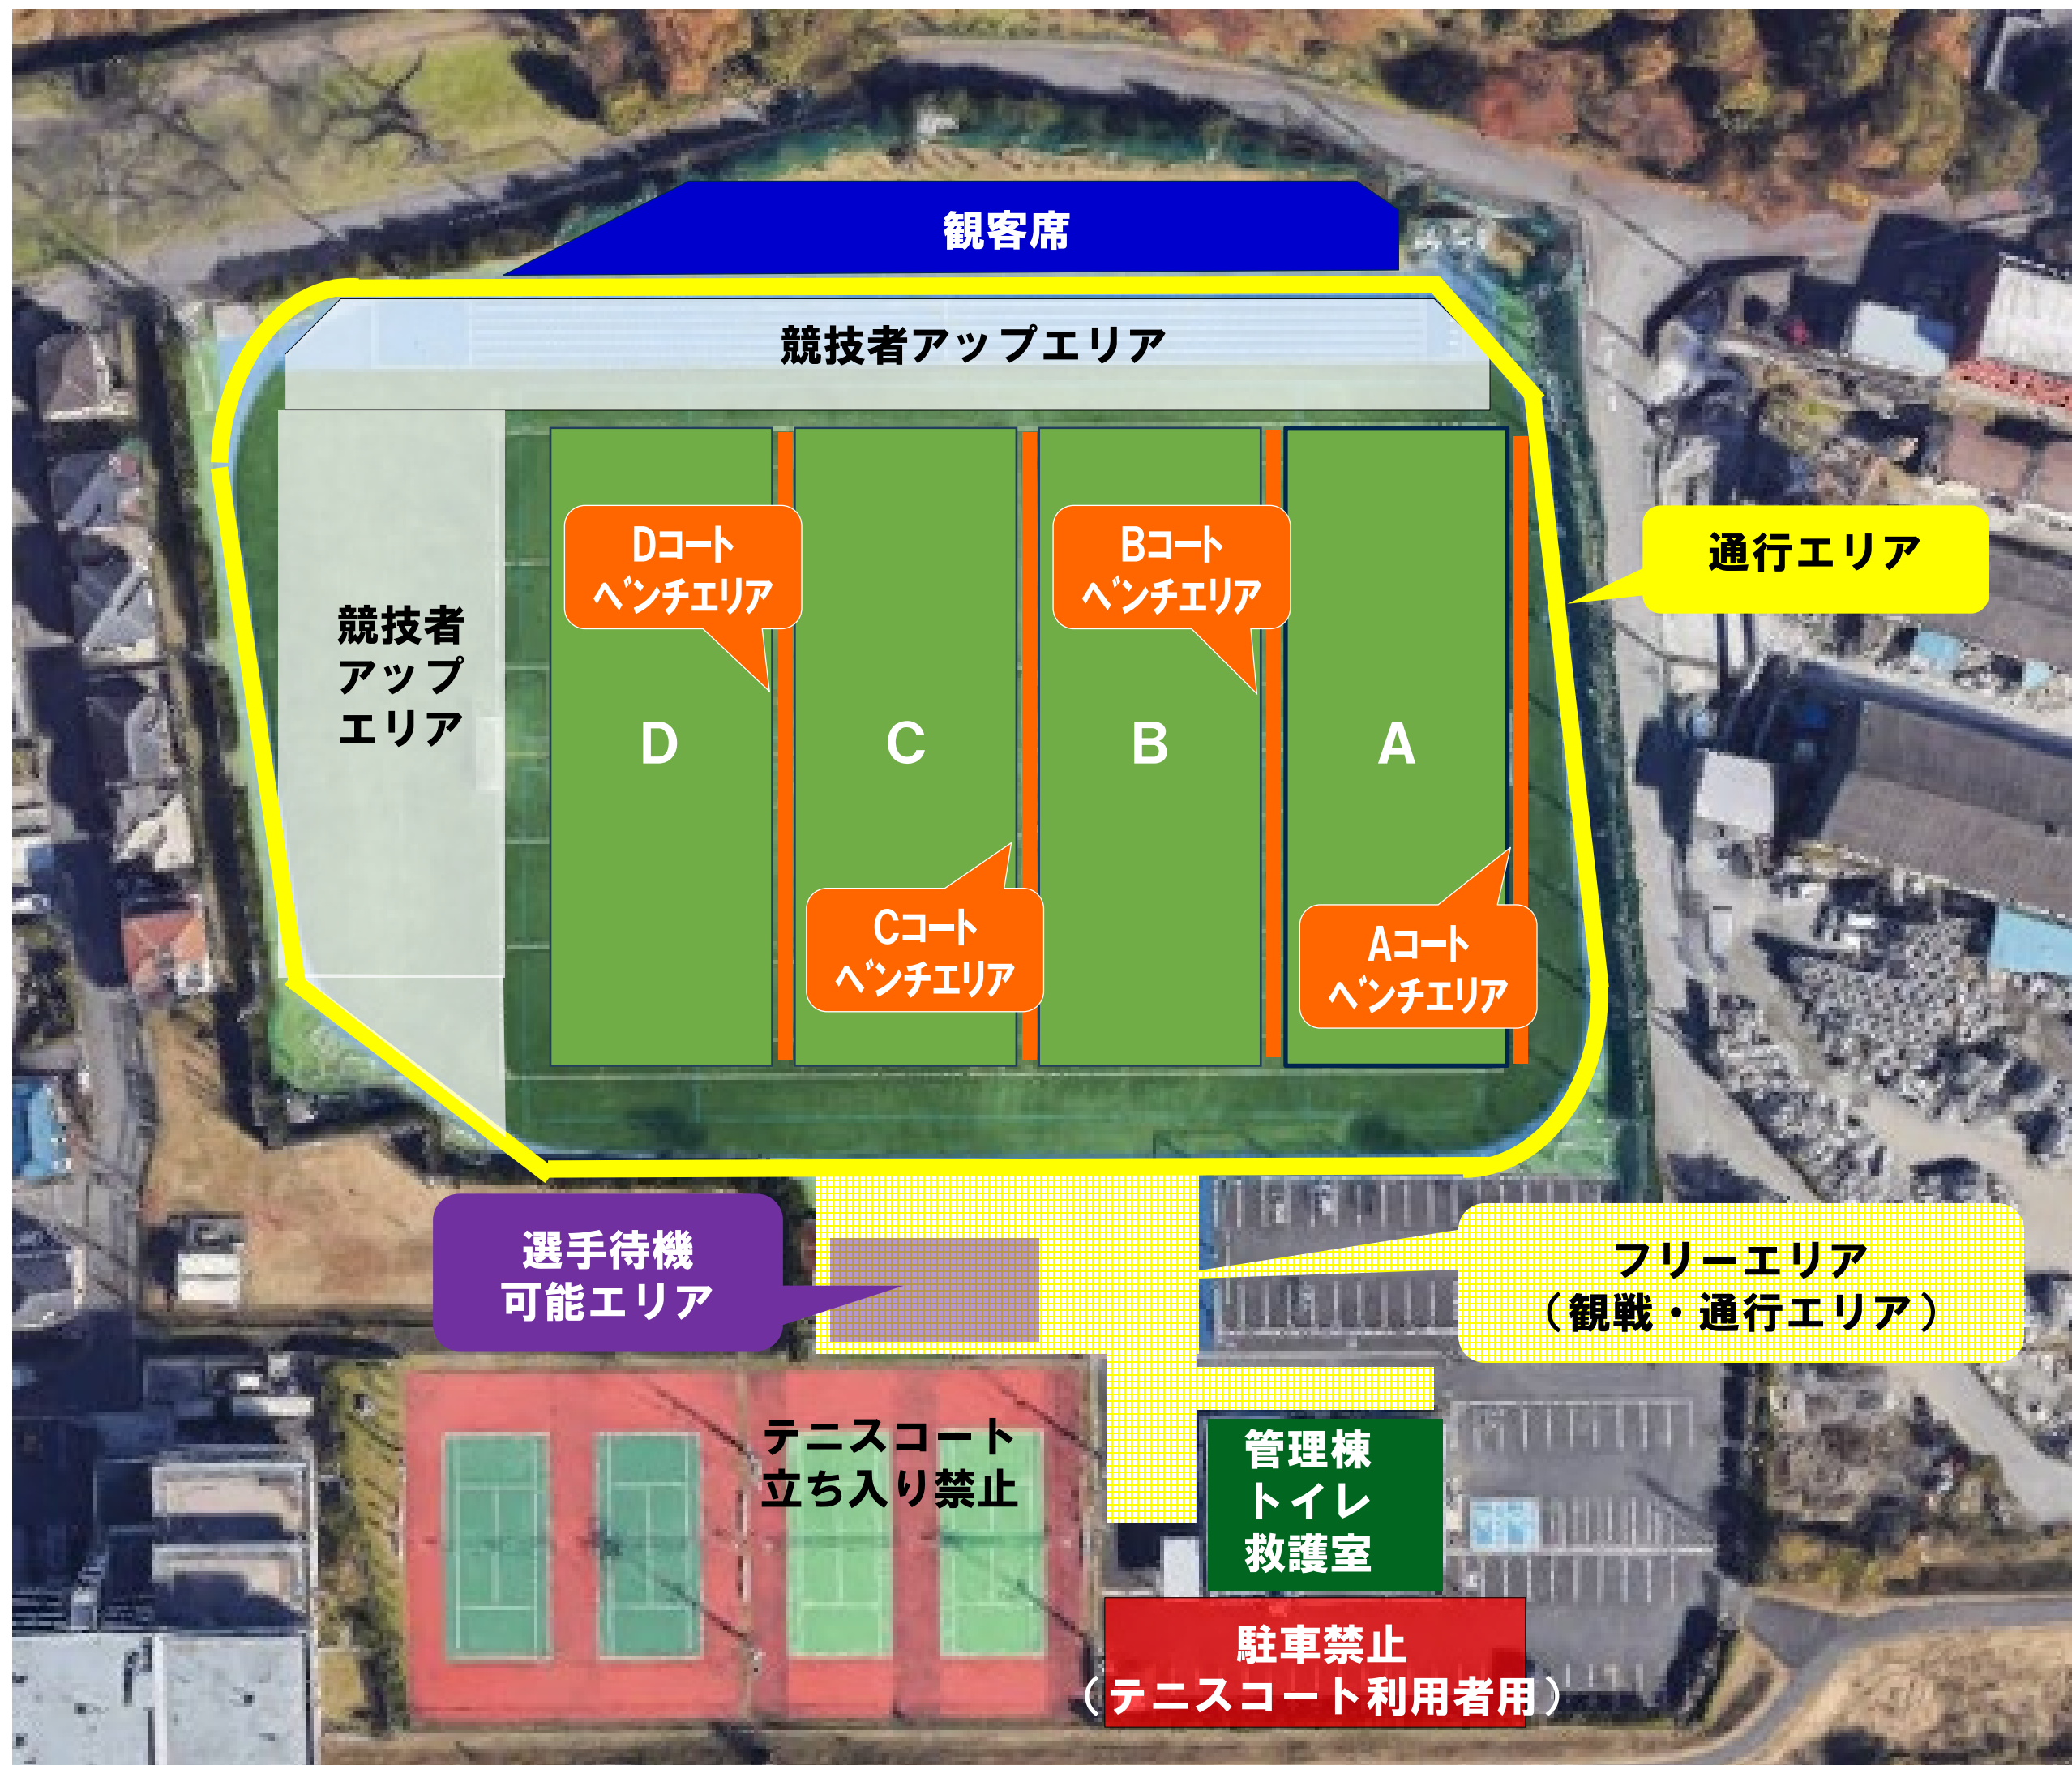 観客席
競技者アップエリア
Dコート
ベンチエリア
Bコート
ベンチエリア
通行エリア
競技者
アップ
エリア
D
C
B
A
Cコート
ベンチエリア
Aコート
ベンチエリア
選手待機
可能エリア
フリーエリア
（観戦・通行エリア）
テニスコート
立ち入り禁止
管理棟
トイレ
救護室
駐車禁止
（テニスコート利用者用）